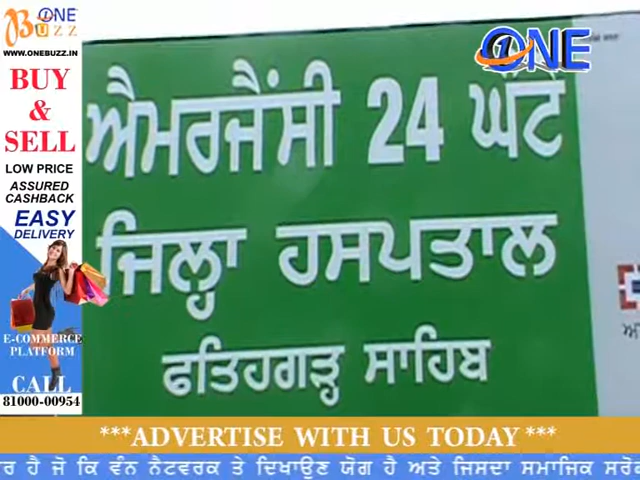 ONE
BUZZ
WWW.ONEBUZZ.IN
BUY
&
SELL
LOW PRICE
ASSURED
CASHBACK
EASY
DELIVERY
E-COMMERCE
PLATFORM
CALL
81000-00954
ONE
ਐਮਰਜੈਂਸੀ 24 ਘੰਟੇ
ਜਿਲ੍ਹਾ ਹਸਪਤਾਲ
ਫਤਿਹਗੜ੍ਹ ਸਾਹਿਬ
***ADVERTISE WITH US TODAY***
ਹੈ ਜੋ ਕਿ ਵੰਨ ਨੈਟਵਰਕ ਤੇ ਦਿਖਾਉਣ ਯੋਗ ਹੈ ਅਤੇ ਜਿਸਦਾ ਸਮਾਜਿਕ